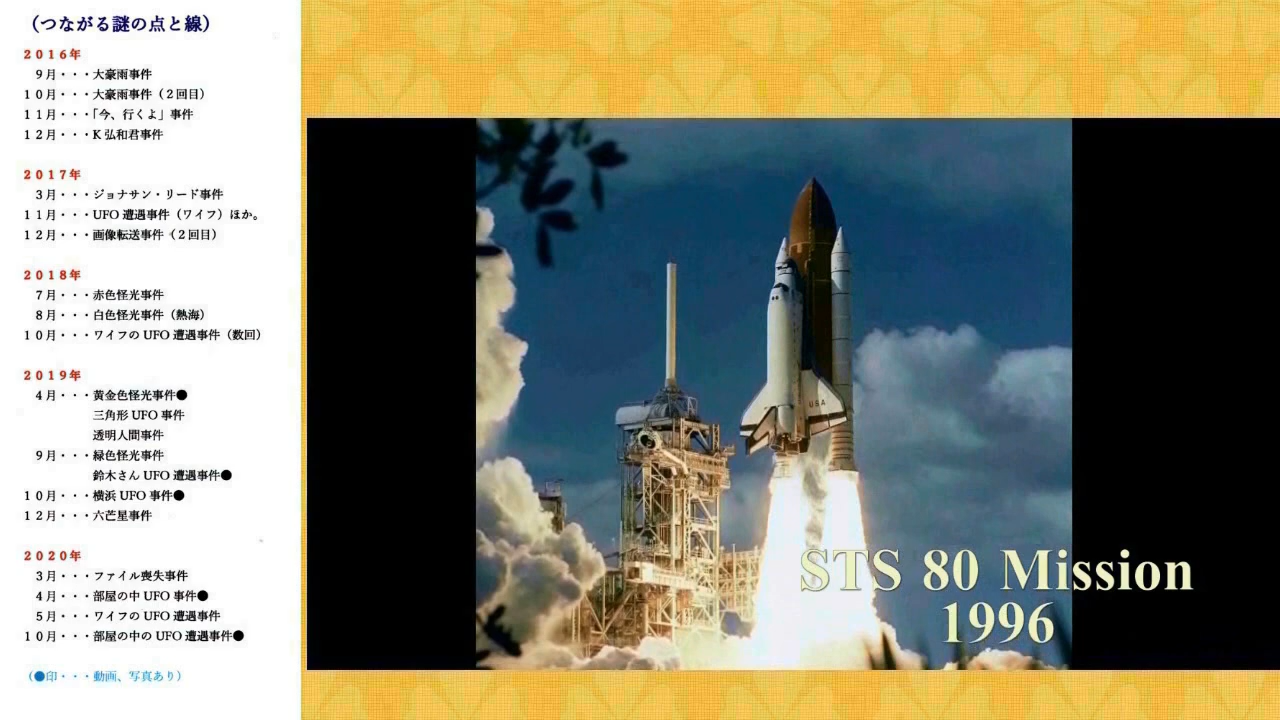 （つながる謎の点と線）
２０１６年
９月・・・大豪雨事件
１０月・・・大豪雨事件（２回目）
１１月・・・「今、行くよ」事件
１２月・・・Ｋ弘和君事件
２０１７年
３月・・・ジョナサン・リード事件
１１月・・・UFO 遭遇事件（ワイフ）ほか。
１２月・・・画像転送事件（２回目）
２０１８年
７月・・・赤色怪光事件
８月・・・白色怪光事件（熱海）
１０月・・・ワイフの UFO 遭遇事件（数回）
２０１９年
４月・・・黄金色怪光事件●
三角形 UFO 事件
透明人間事件
９月・・・緑色怪光事件
鈴木さん UFO 遭遇事件●
１０月・・・横浜 UFO 事件●
１２月・・・六芒星事件
２０２０年
３月・・・ファイル喪失事件
４月・・・部屋の中 UFO 事件●
５月・・・ワイフの UFO 遭遇事件
１０月・・・部屋の中の UFO 遭遇事件●
（●印・・・動画、写真あり）
USA
STS 80 Mission
1996